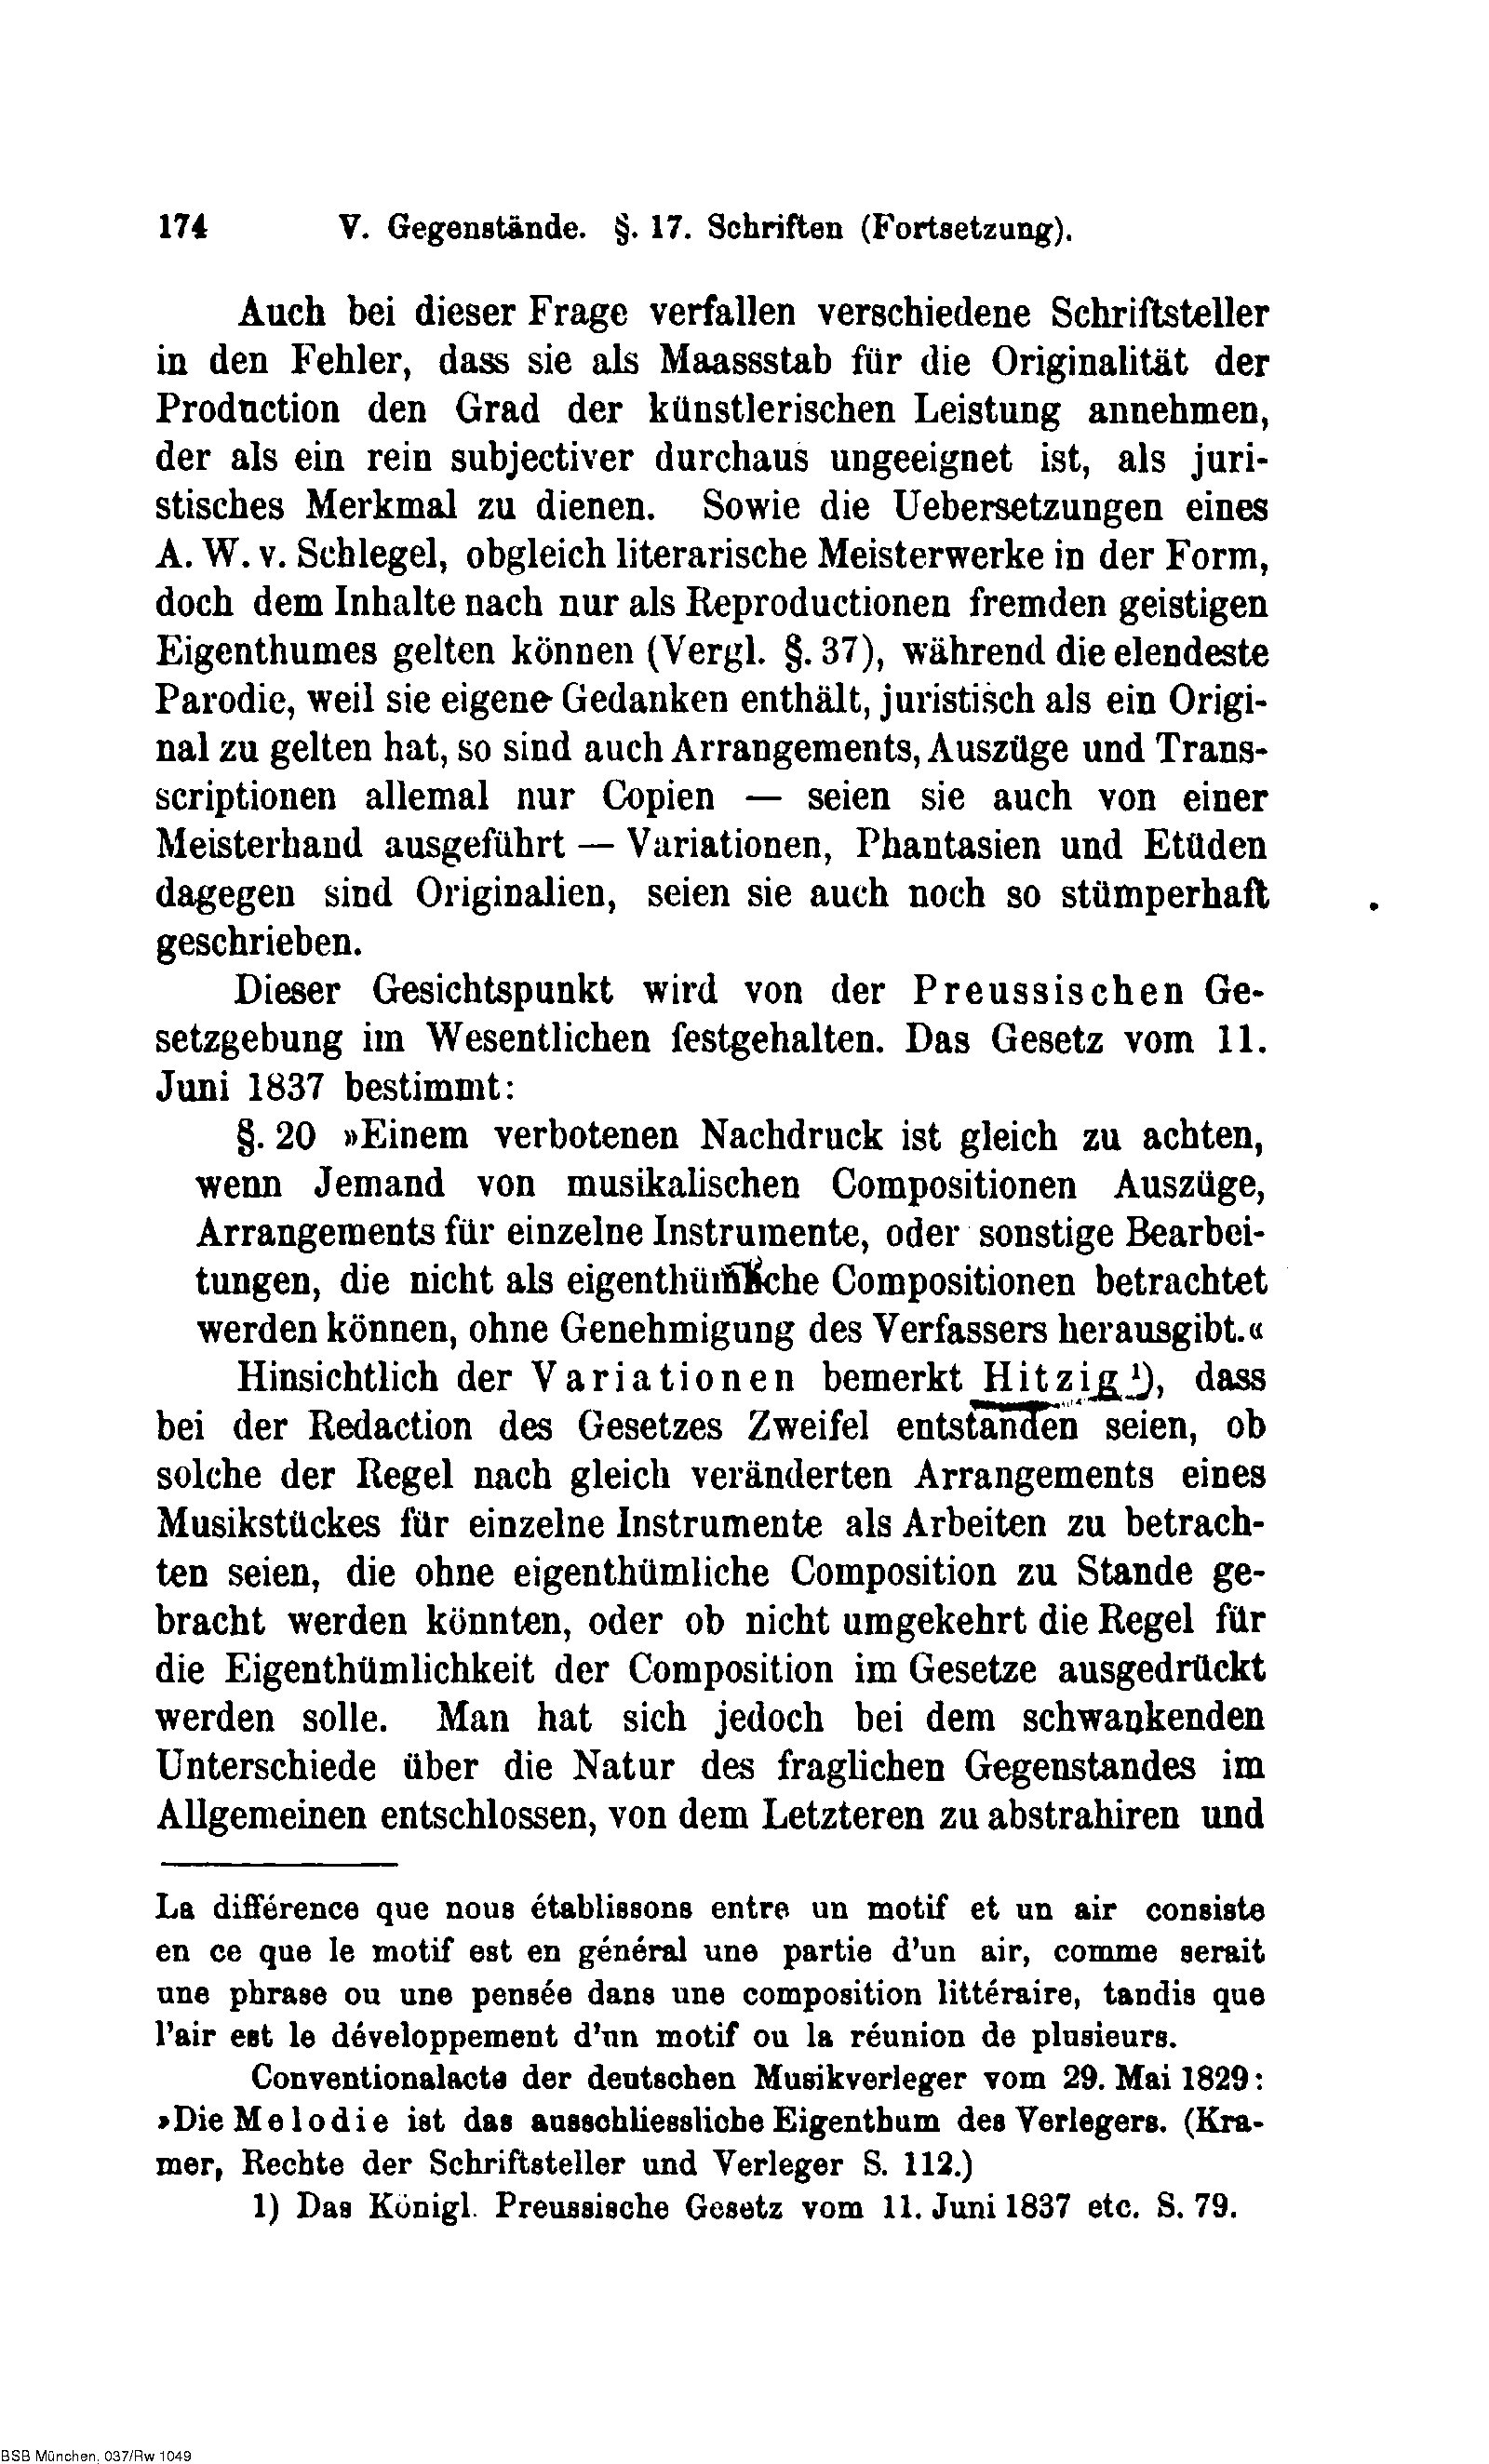 174 V. Gegenstände. §. 17. Schriften (Fortsetzung).
Auch bei dieser Frage verfallen verschiedene Schriftsteller
in den Fehler, dass sie als Maassstab für die Originalität der
Production den Grad der künstlerischen Leistung annehmen,
der als ein rein subjectiver durchaus ungeeignet ist, als juri-
stisches Merkmal zu dienen. Sowie die Uebersetzungen eines
A. W. v. Schlegel, obgleich literarische Meisterwerke in der Form,
doch dem Inhalte nach nur als Reproductionen fremden geistigen
Eigenthumes gelten können (Vergl. §. 37), während die elendeste
Parodie, weil sie eigene Gedanken enthält, juristisch als ein Origi-
nal zu gelten hat, so sind auch Arrangements, Auszüge und Trans-
scriptionen allemal nur Copien — seien sie auch von einer
Meisterhand ausgeführt — Variationen, Phantasien und Etüden
dagegen sind Originalien, seien sie auch noch so stümperhaft
geschrieben.
Dieser Gesichtspunkt wird von der Preussischen Ge-
setzgebung im Wesentlichen festgehalten. Das Gesetz vom 11.
Juni 1837 bestimmt:
§. 20 »Einem verbotenen Nachdruck ist gleich zu achten,
wenn Jemand von musikalischen Compositionen Auszüge,
Arrangements für einzelne Instrumente, oder sonstige Bearbei-
tungen, die nicht als eigenthümliche Compositionen betrachtet
werden können, ohne Genehmigung des Verfassers herausgibt.«
Hinsichtlich der Variationen bemerkt Hitzig ¹), dass
bei der Redaction des Gesetzes Zweifel entstanden seien, ob
solche der Regel nach gleich veränderten Arrangements eines
Musikstückes für einzelne Instrumente als Arbeiten zu betrach-
ten seien, die ohne eigenthümliche Composition zu Stande ge-
bracht werden könnten, oder ob nicht umgekehrt die Regel für
die Eigenthümlichkeit der Composition im Gesetze ausgedrückt
werden solle. Man hat sich jedoch bei dem schwankenden
Unterschiede über die Natur des fraglichen Gegenstandes im
Allgemeinen entschlossen, von dem Letzteren zu abstrahiren und
La différence que nous établissons entre un motif et un air consiste
en ce que le motif est en général une partie d'un air, comme serait
une phrase ou une pensée dans une composition littéraire, tandis que
l'air est le développement d'un motif ou la réunion de plusieurs.
Conventionalacte der deutschen Musikverleger vom 29. Mai 1829:
»Die Melodie ist das ausschliessliche Eigenthum des Verlegers. (Kra-
mer, Rechte der Schriftsteller und Verleger S. 112.)
1) Das Königl. Preussische Gesetz vom 11. Juni 1837 etc. S. 79.
BSB München, 037/Rw 1049